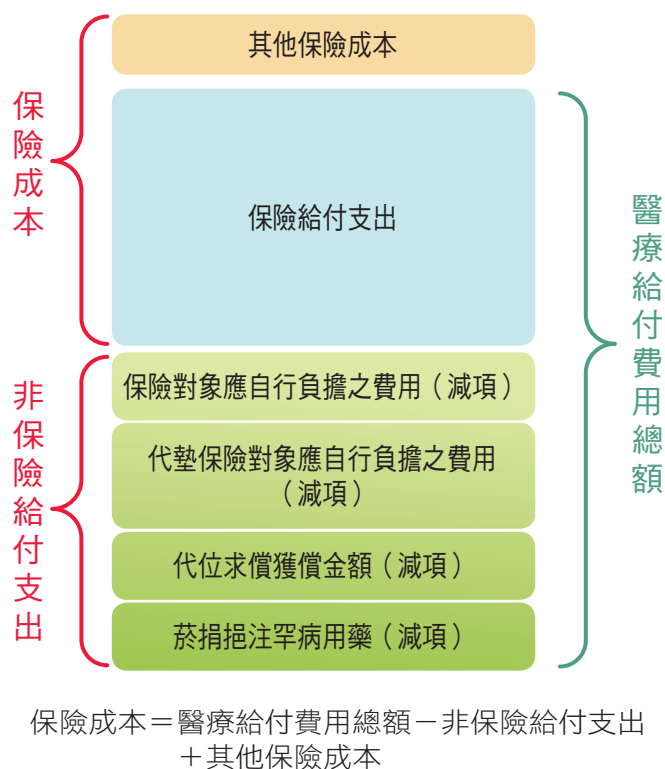 其他保險成本
保險成本
保險給付支出
醫療給付費用總額
保險對象應自行負擔之費用（減項）
代墊保險對象應自行負擔之費用
（減項）
非保險給付支出
代位求償獲償金額（減項）
菸捐挹注罕病用藥（減項）
保險成本＝醫療給付費用總額－非保險給付支出
＋其他保險成本